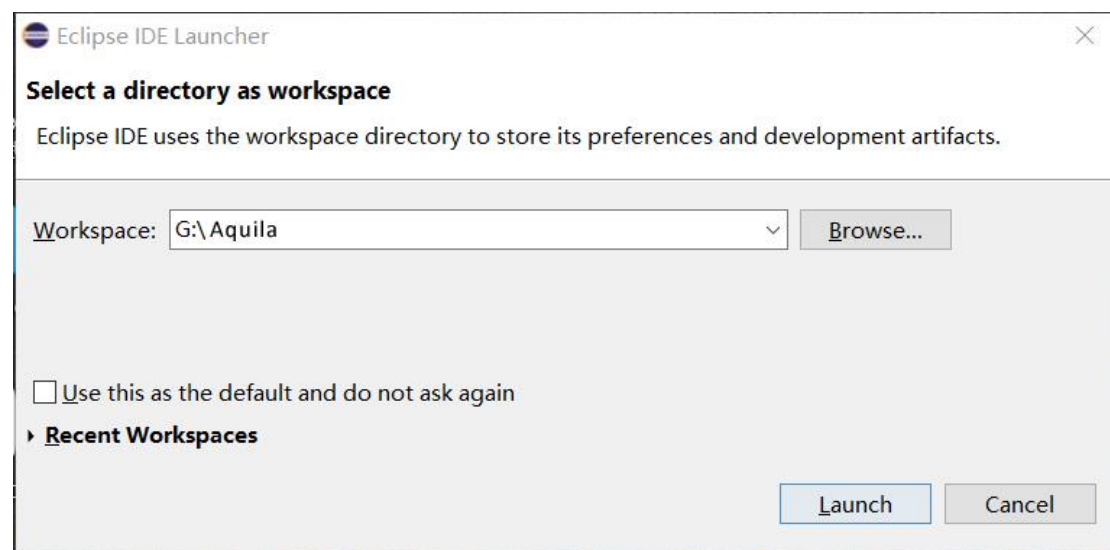 Eclipse IDE Launcher
Select a directory as workspace
Eclipse IDE uses the workspace directory to store its preferences and development artifacts.
Workspace: G:\ Aquila Browse...
Use this as the default and do not ask again
Recent Workspaces
Launch Cancel